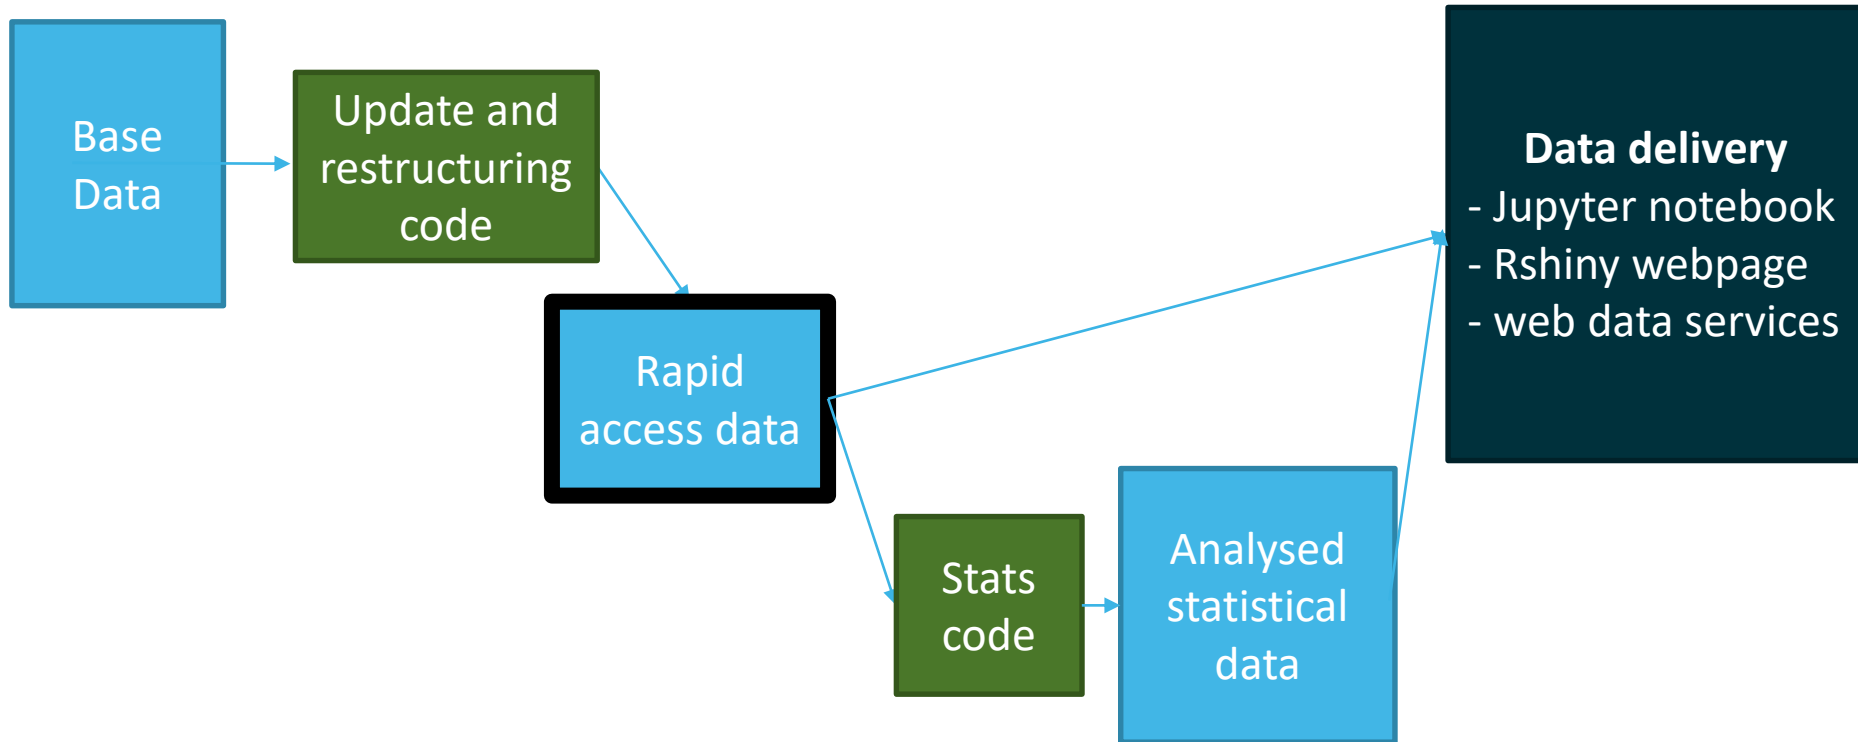 Base
Data
Update and
restructuring
code
Rapid
access data
Stats
code
Analysed
statistical
data
Data delivery
- Jupyter notebook
- Rshiny webpage
- web data services